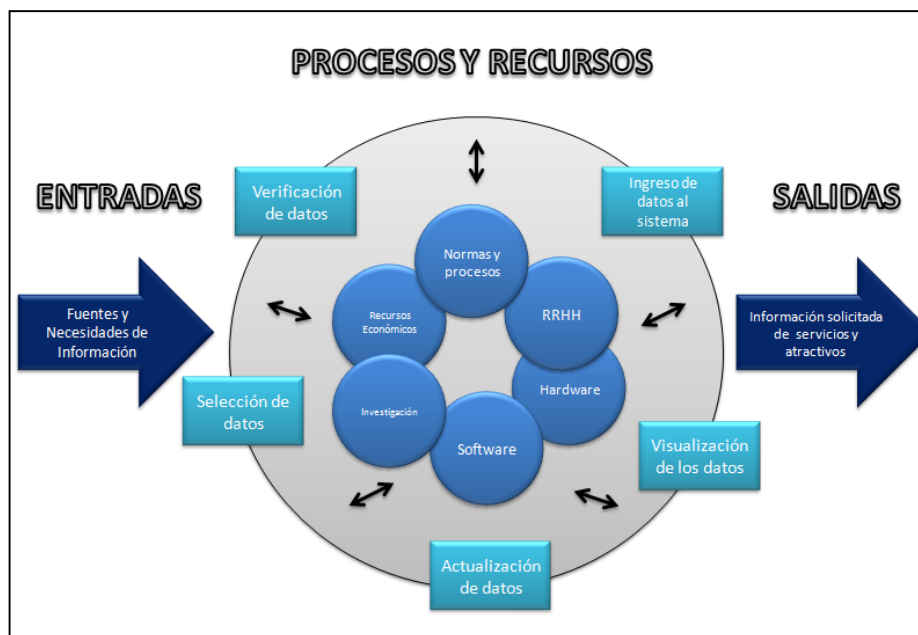 PROCESOS Y RECURSOS
ENTRADAS
SALIDAS
Verificación
de datos
Ingreso de
datos al
sistema
Normas y
procesos
Recursos
Económicos
RRHH
Fuentes y
Necesidades de
Información
Información solicitada
de servicios y
atractivos
Selección de
datos
Investigación
Hardware
Software
Visualización
de los datos
Actualización
de datos